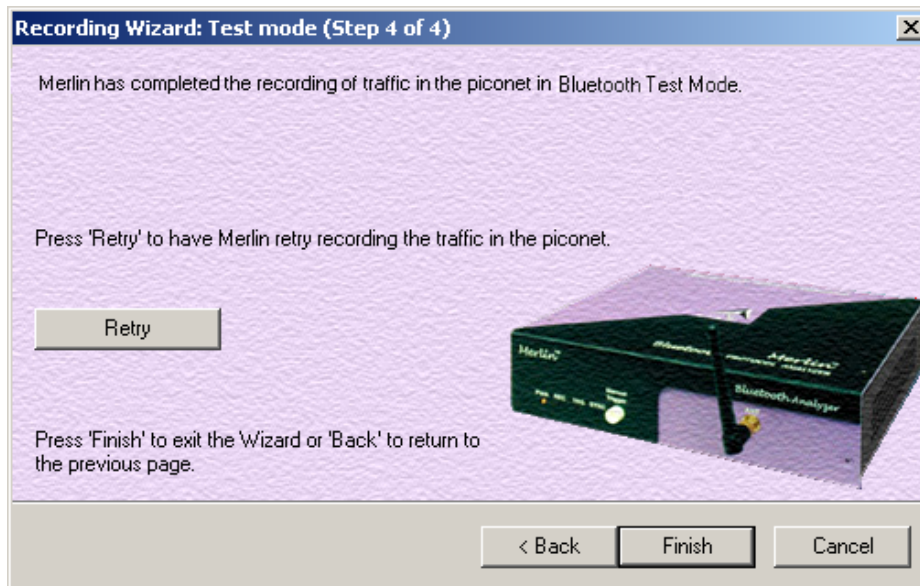 Recording Wizard: Test mode (Step 4 of 4)
Merlin has completed the recording of traffic in the piconet in Bluetooth Test Mode.
Press 'Retry' to have Merlin retry recording the traffic in the piconet.
Retry
Merlin™
Merlin™
Bluetooth Analyzer
Press 'Finish' to exit the Wizard or 'Back' to return to
the previous page.
< Back
Finish
Cancel